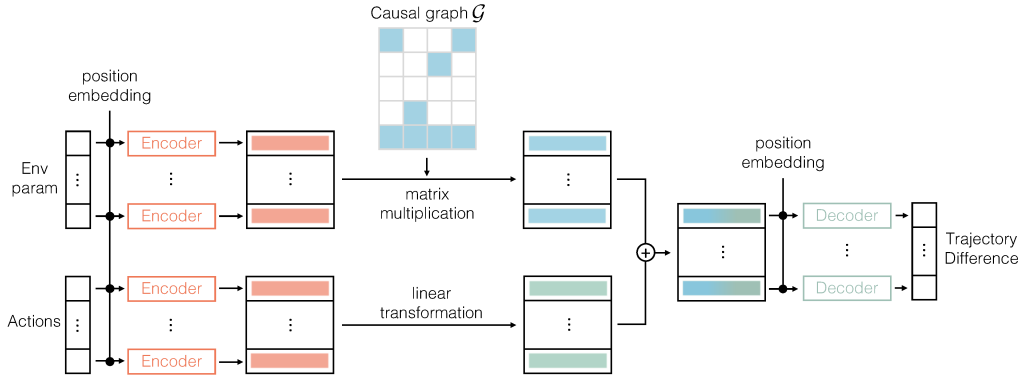 Causal graph 𝒢
position
embedding
Env
param
Encoder
⋮
Encoder
matrix
multiplication
Actions
Encoder
⋮
Encoder
linear
transformation
+
position
embedding
Decoder
⋮
Decoder
Trajectory
Difference